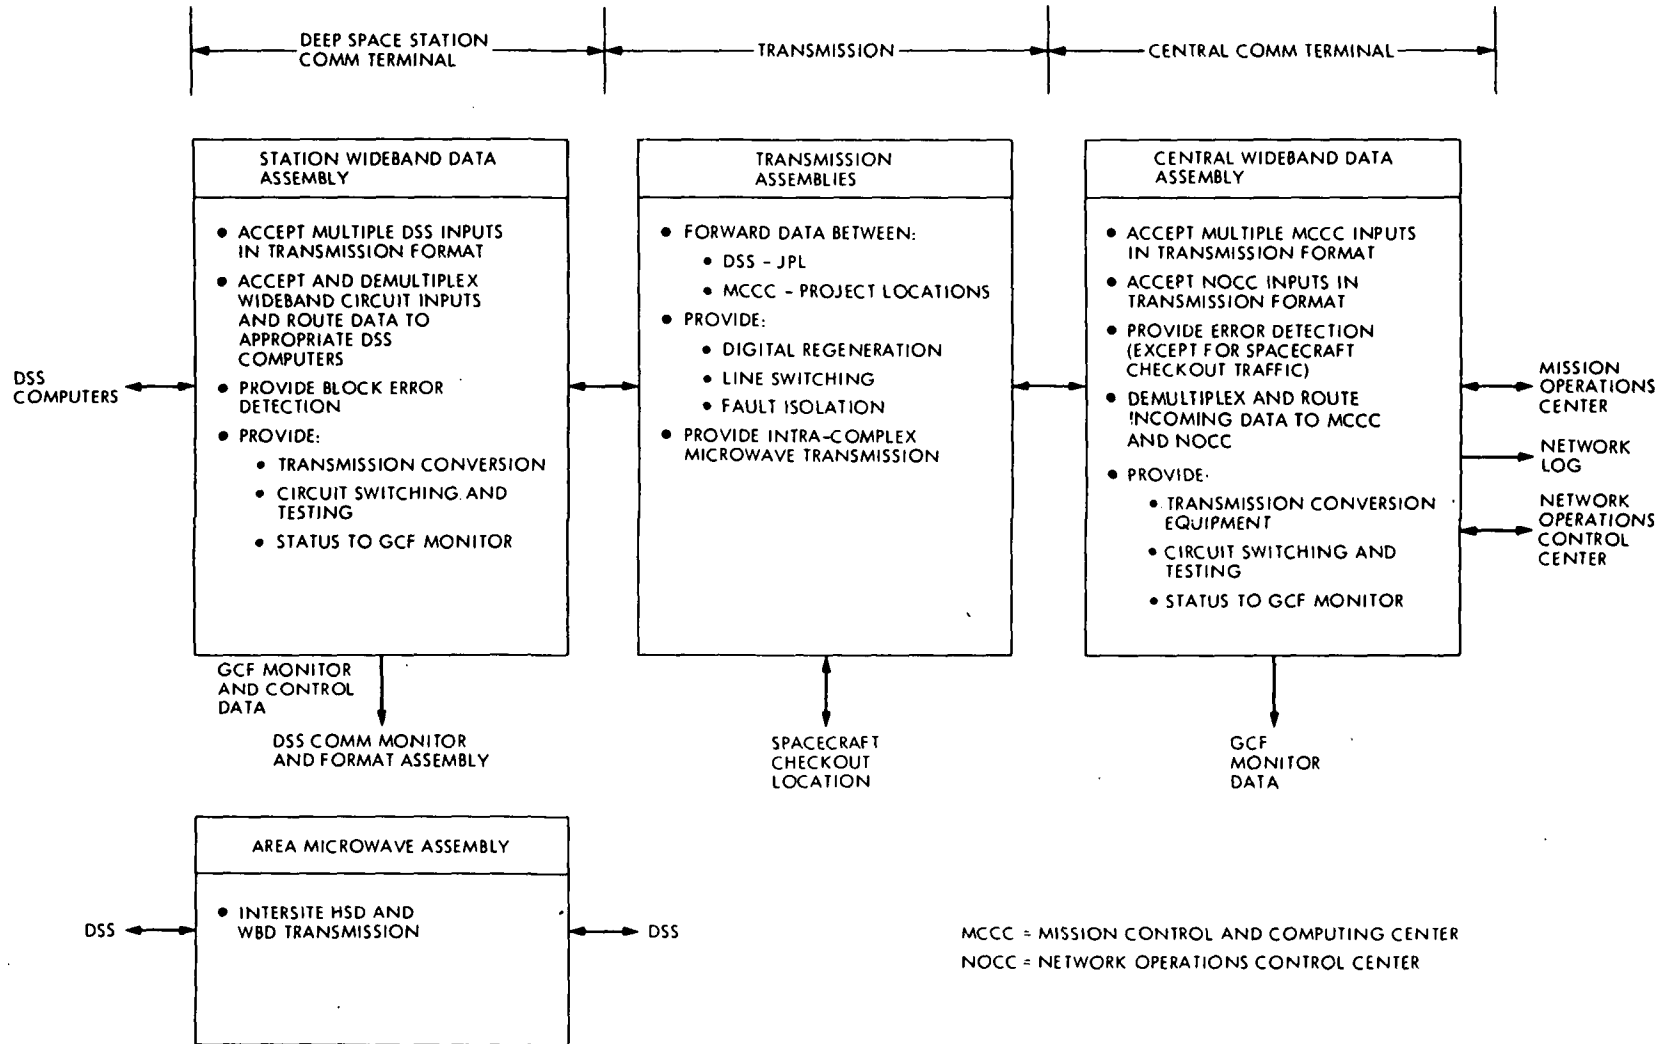 DEEP SPACE STATION
COMM TERMINAL
TRANSMISSION
CENTRAL COMM TERMINAL
STATION WIDEBAND DATA
ASSEMBLY
• ACCEPT MULTIPLE DSS INPUTS
IN TRANSMISSION FORMAT
• ACCEPT AND DEMULTIPLEX
WIDEBAND CIRCUIT INPUTS
AND ROUTE DATA TO
APPROPRIATE DSS
COMPUTERS
• PROVIDE BLOCK ERROR
DETECTION
• PROVIDE:
• TRANSMISSION CONVERSION
• CIRCUIT SWITCHING AND
TESTING
• STATUS TO GCF MONITOR
DSS
COMPUTERS
GCF MONITOR
AND CONTROL
DATA
DSS COMM MONITOR
AND FORMAT ASSEMBLY
TRANSMISSION
ASSEMBLIES
• FORWARD DATA BETWEEN:
• DSS - JPL
• MCCC - PROJECT LOCATIONS
• PROVIDE:
• DIGITAL REGENERATION
• LINE SWITCHING
• FAULT ISOLATION
• PROVIDE INTRA-COMPLEX
MICROWAVE TRANSMISSION
SPACECRAFT
CHECKOUT
LOCATION
CENTRAL WIDEBAND DATA
ASSEMBLY
• ACCEPT MULTIPLE MCCC INPUTS
IN TRANSMISSION FORMAT
• ACCEPT NOCC INPUTS IN
TRANSMISSION FORMAT
• PROVIDE ERROR DETECTION
(EXCEPT FOR SPACECRAFT
CHECKOUT TRAFFIC)
• DEMULTIPLEX AND ROUTE
INCOMING DATA TO MCCC
AND NOCC
• PROVIDE:
• TRANSMISSION CONVERSION
EQUIPMENT
• CIRCUIT SWITCHING AND
TESTING
• STATUS TO GCF MONITOR
MISSION
OPERATIONS
CENTER
NETWORK
LOG
NETWORK
OPERATIONS
CONTROL
CENTER
GCF
MONITOR
DATA
AREA MICROWAVE ASSEMBLY
• INTERSITE HSD AND
WBD TRANSMISSION
DSS
DSS
MCCC = MISSION CONTROL AND COMPUTING CENTER
NOCC = NETWORK OPERATIONS CONTROL CENTER